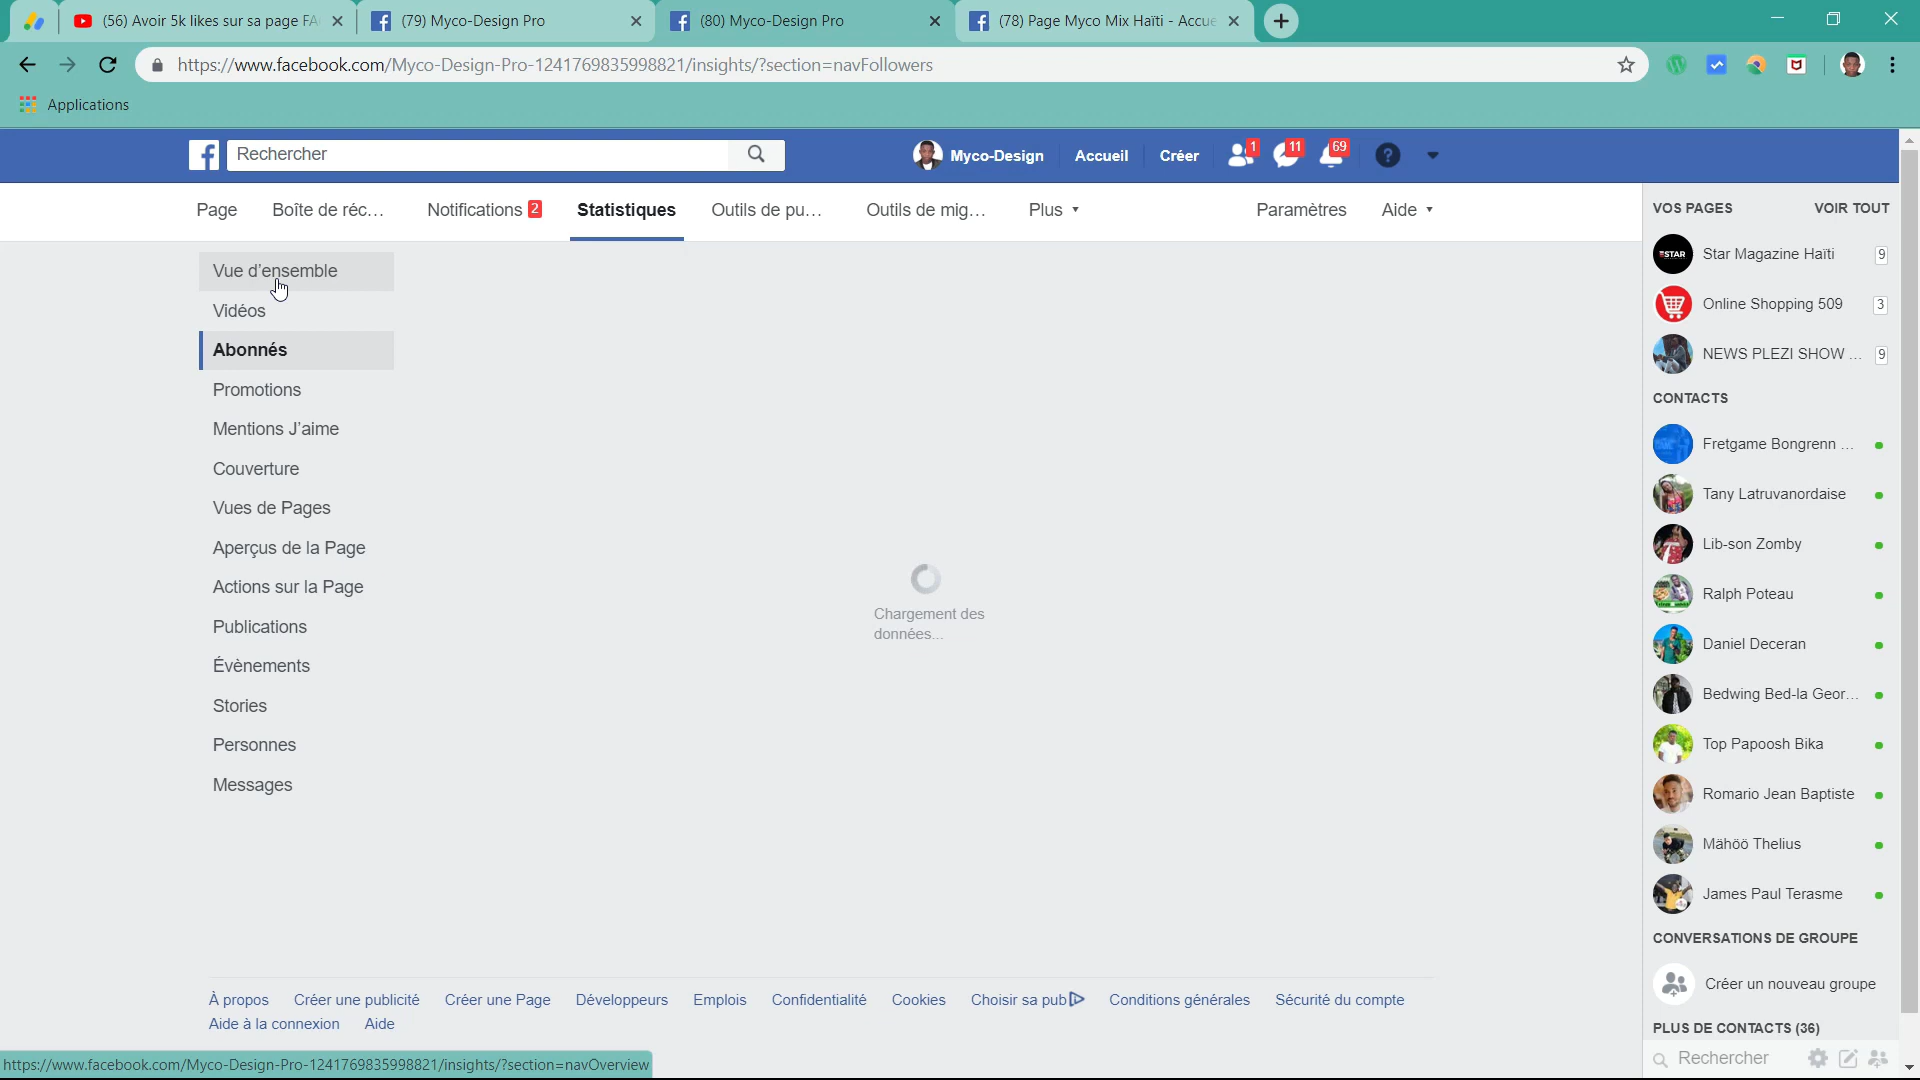 (56) Avoir 5k likes sur sa page FA
(79) Myco-Design Pro
(80) Myco-Design Pro
(78) Page Myco Mix Haïti - Accue
https://www.facebook.com/Myco-Design-Pro-1241769835998821/insights/?section=navFollowers
Applications
Rechercher
Myco-Design
Accueil
Créer
1
11
69
Page
Boîte de réc...
Notifications 2
Statistiques
Outils de pu...
Outils de mig...
Plus
Paramètres
Aide
Vue d'ensemble
Vidéos
Abonnés
Promotions
Mentions J'aime
Couverture
Vues de Pages
Aperçus de la Page
Actions sur la Page
Publications
Évènements
Stories
Personnes
Messages
Chargement des
données...
VOS PAGES
VOIR TOUT
STAR
Star Magazine Haïti 9
Online Shopping 509 3
NEWS PLEZI SHOW ... 9
CONTACTS
Fretgame Bongrenn ...
Tany Latruvanordaise
Lib-son Zomby
Ralph Poteau
Daniel Deceran
Bedwing Bed-la Geor...
Top Papoosh Bika
Romario Jean Baptiste
Mähöö Thelius
James Paul Terasme
CONVERSATIONS DE GROUPE
Créer un nouveau groupe
PLUS DE CONTACTS (36)
Rechercher
À propos Créer une publicité Créer une Page Développeurs Emplois Confidentialité Cookies Choisir sa pub Conditions générales Sécurité du compte
Aide à la connexion Aide
https://www.facebook.com/Myco-Design-Pro-1241769835998821/insights/?section=navOverview